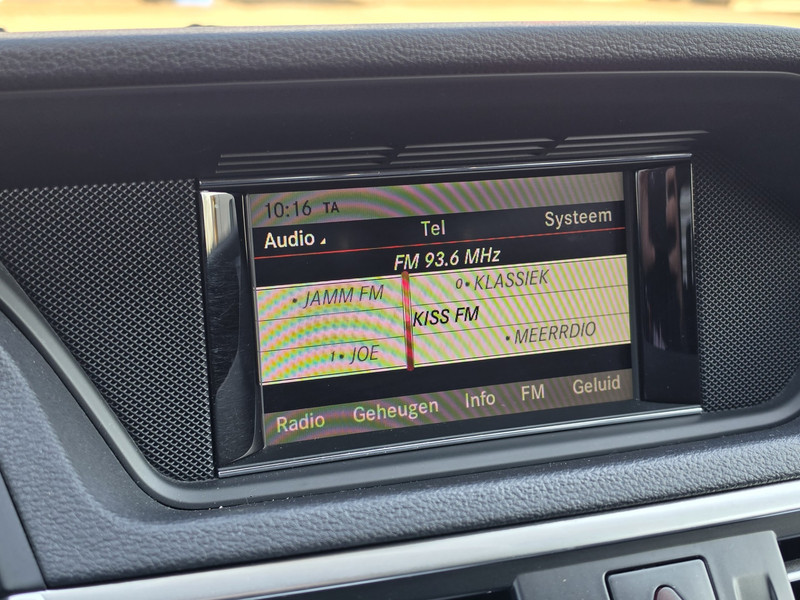 10:16 TA
Audio Tel Systeem
FM 93.6 MHz
• JAMM FM 0• KLASSIEK
KISS FM
1• JOE • MEERRDIO
Radio Geheugen Info FM Geluid